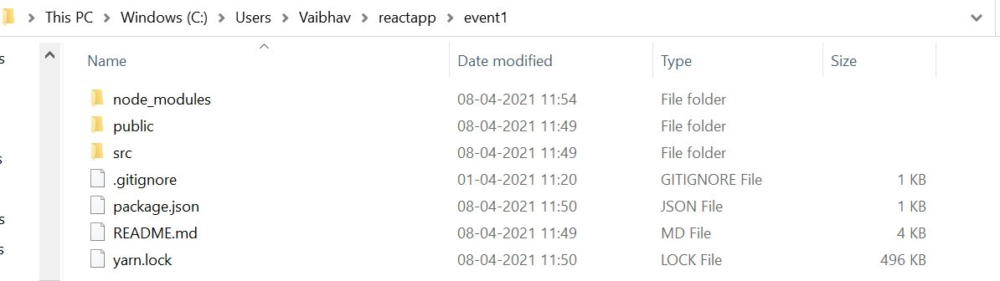 This PC > Windows (C:) > Users > Vaibhav > reactapp > event1
Name Date modified Type Size
node_modules 08-04-2021 11:54 File folder
public 08-04-2021 11:49 File folder
src 08-04-2021 11:49 File folder
.gitignore 01-04-2021 11:20 GITIGNORE File 1 KB
package.json 08-04-2021 11:50 JSON File 1 KB
README.md 08-04-2021 11:49 MD File 4 KB
yarn.lock 08-04-2021 11:50 LOCK File 496 KB